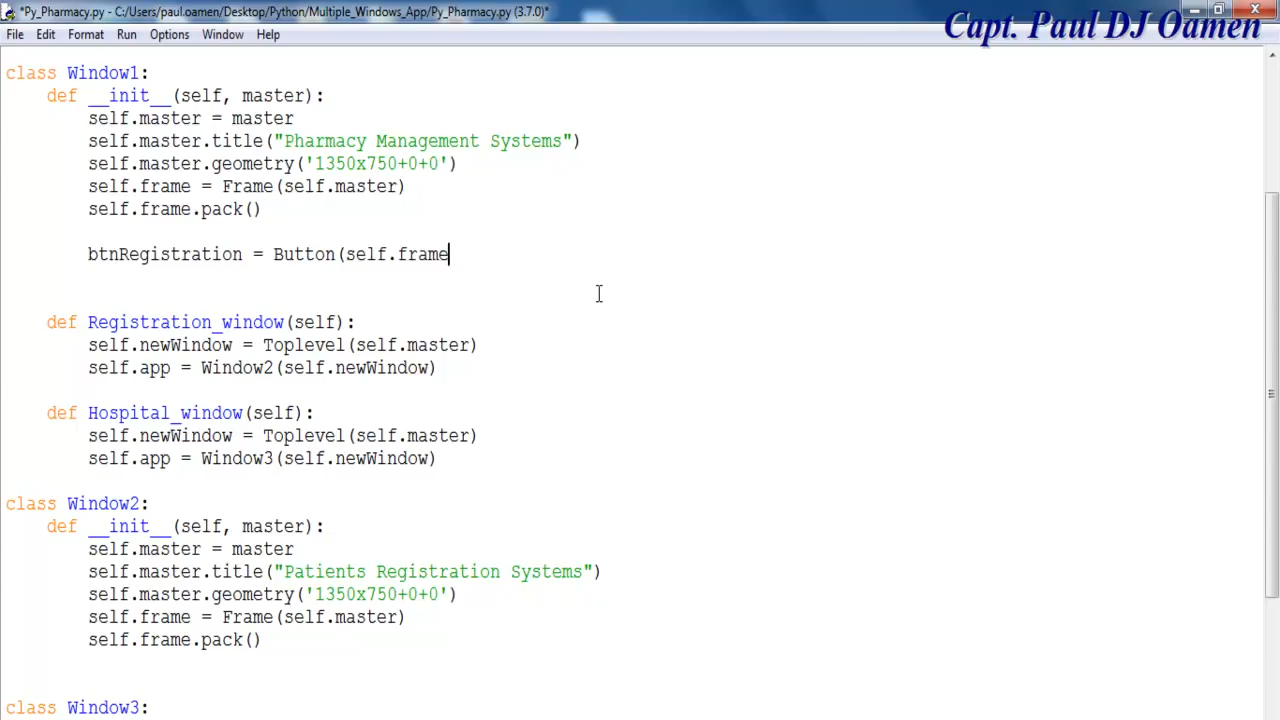 *Py_Pharmacy.py - C:/Users/paul.oamen/Desktop/Python/Multiple_Windows_App/Py_Pharmacy.py (3.7.0)*
Capt. Paul DJ Oamen
File Edit Format Run Options Window Help
class Window1:
    def __init__(self, master):
        self.master = master
        self.master.title("Pharmacy Management Systems")
        self.master.geometry('1350x750+0+0')
        self.frame = Frame(self.master)
        self.frame.pack()
        btnRegistration = Button(self.frame
    def Registration_window(self):
        self.newWindow = Toplevel(self.master)
        self.app = Window2(self.newWindow)
    def Hospital_window(self):
        self.newWindow = Toplevel(self.master)
        self.app = Window3(self.newWindow)
class Window2:
    def __init__(self, master):
        self.master = master
        self.master.title("Patients Registration Systems")
        self.master.geometry('1350x750+0+0')
        self.frame = Frame(self.master)
        self.frame.pack()
class Window3: